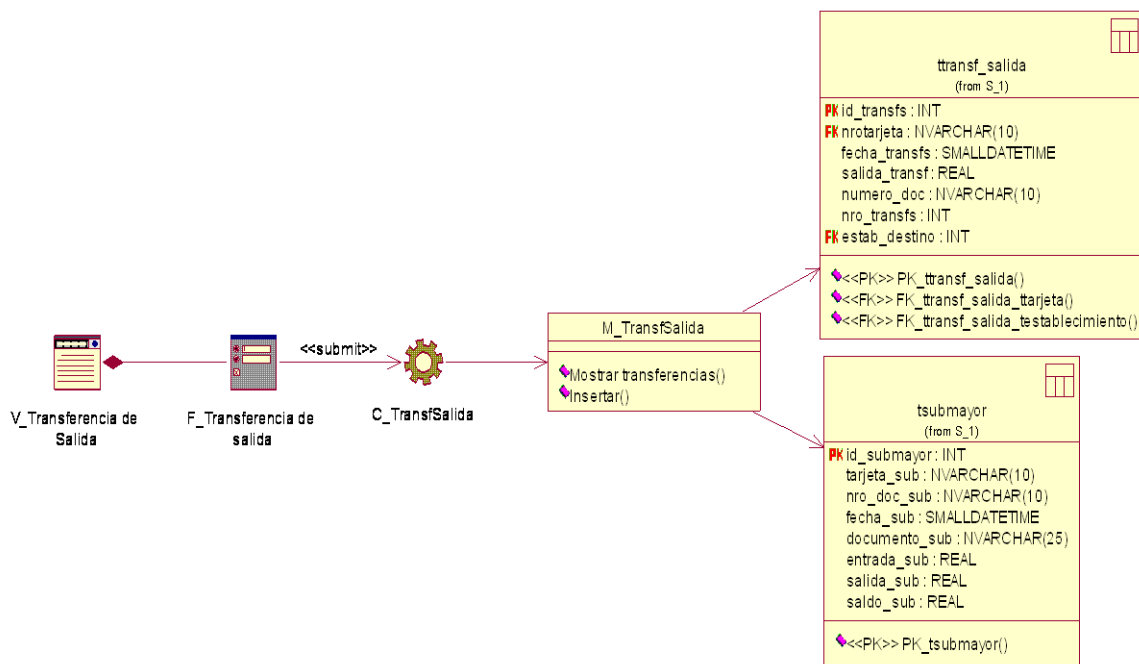 ttransf_salida
(from S_1)
PK id_transfs : INT
FK nrotarjeta : NVARCHAR(10)
fecha_transfs : SMALLDATETIME
salida_transf : REAL
numero_doc : NVARCHAR(10)
nro_transfs : INT
FK estab_destino : INT
<<PK>> PK_ttransf_salida()
<<FK>> FK_ttransf_salida_ttarjeta()
<<FK>> FK_ttransf_salida_testablecimiento()
V_Transferencia de
Salida
F_Transferencia de
salida
<<submit>>
C_TransfSalida
M_TransfSalida
Mostrar transferencias()
Insertar()
tsubmayor
(from S_1)
PK id_submayor : INT
tarjeta_sub : NVARCHAR(10)
nro_doc_sub : NVARCHAR(10)
fecha_sub : SMALLDATETIME
documento_sub : NVARCHAR(25)
entrada_sub : REAL
salida_sub : REAL
saldo_sub : REAL
<<PK>> PK_tsubmayor()